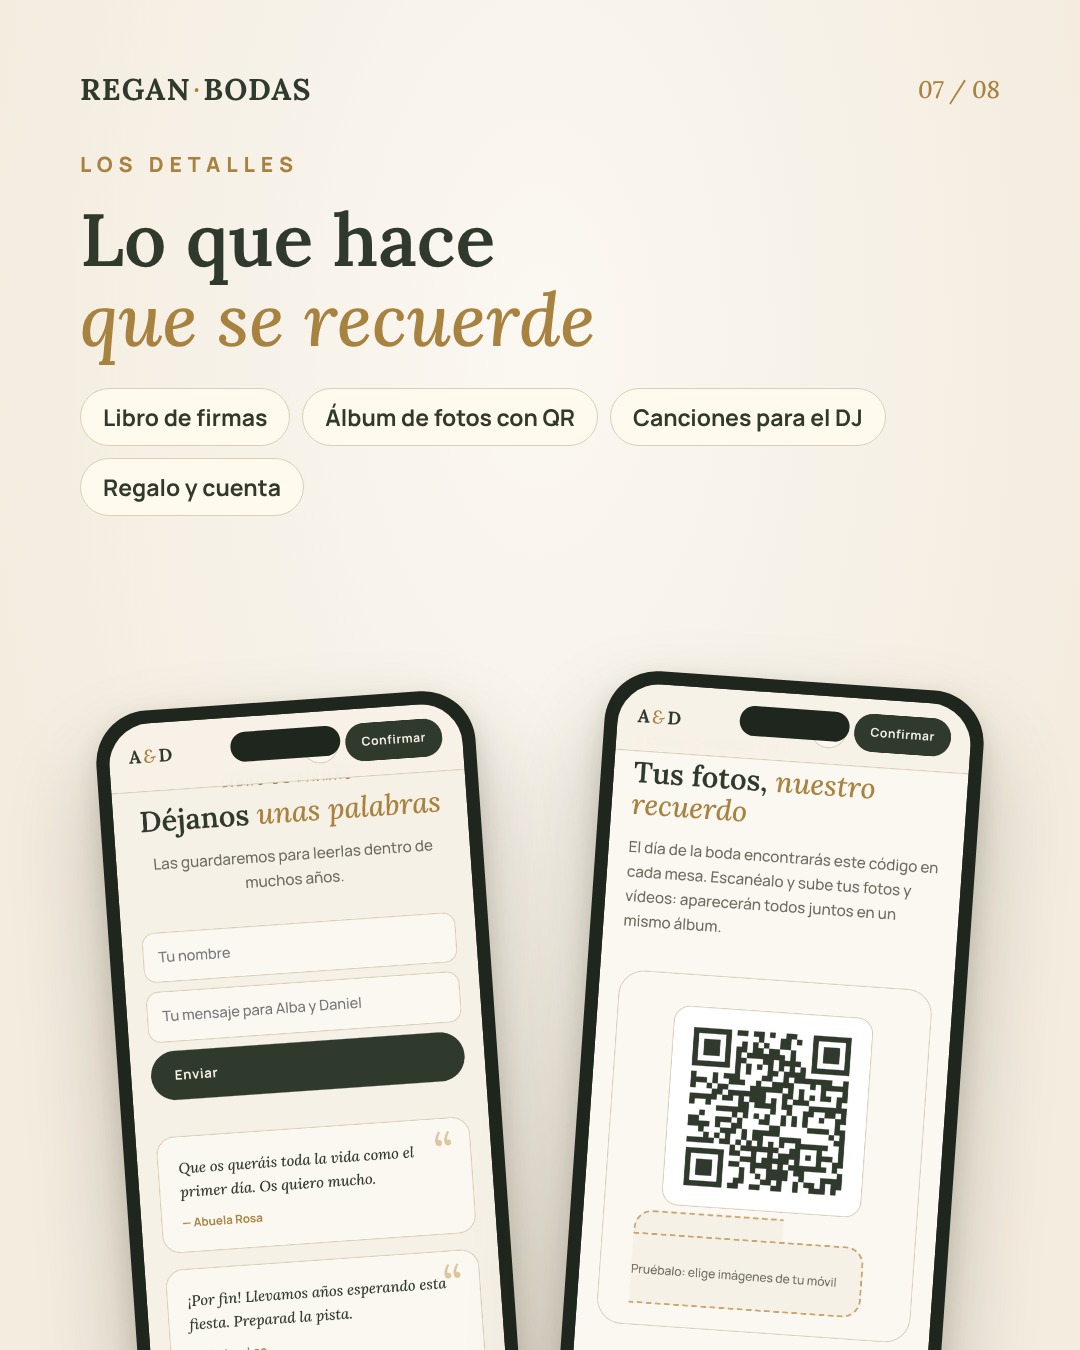 REGAN·BODAS
07 / 08
LOS DETALLES
Lo que hace
que se recuerde
Libro de firmas
Álbum de fotos con QR
Canciones para el DJ
Regalo y cuenta
A&D
Confirmar
Déjanos unas palabras
Las guardaremos para leerlas dentro de
muchos años.
Tu nombre
Tu mensaje para Alba y Daniel
Enviar
“
Que os queráis toda la vida como el
primer día. Os quiero mucho.
— Abuela Rosa
“
¡Por fin! Llevamos años esperando esta
fiesta. Preparad la pista.
A&D
Confirmar
Tus fotos, nuestro
recuerdo
El día de la boda encontrarás este código en
cada mesa. Escanéalo y sube tus fotos y
vídeos: aparecerán todos juntos en un
mismo álbum.
Pruébalo: elige imágenes de tu móvil